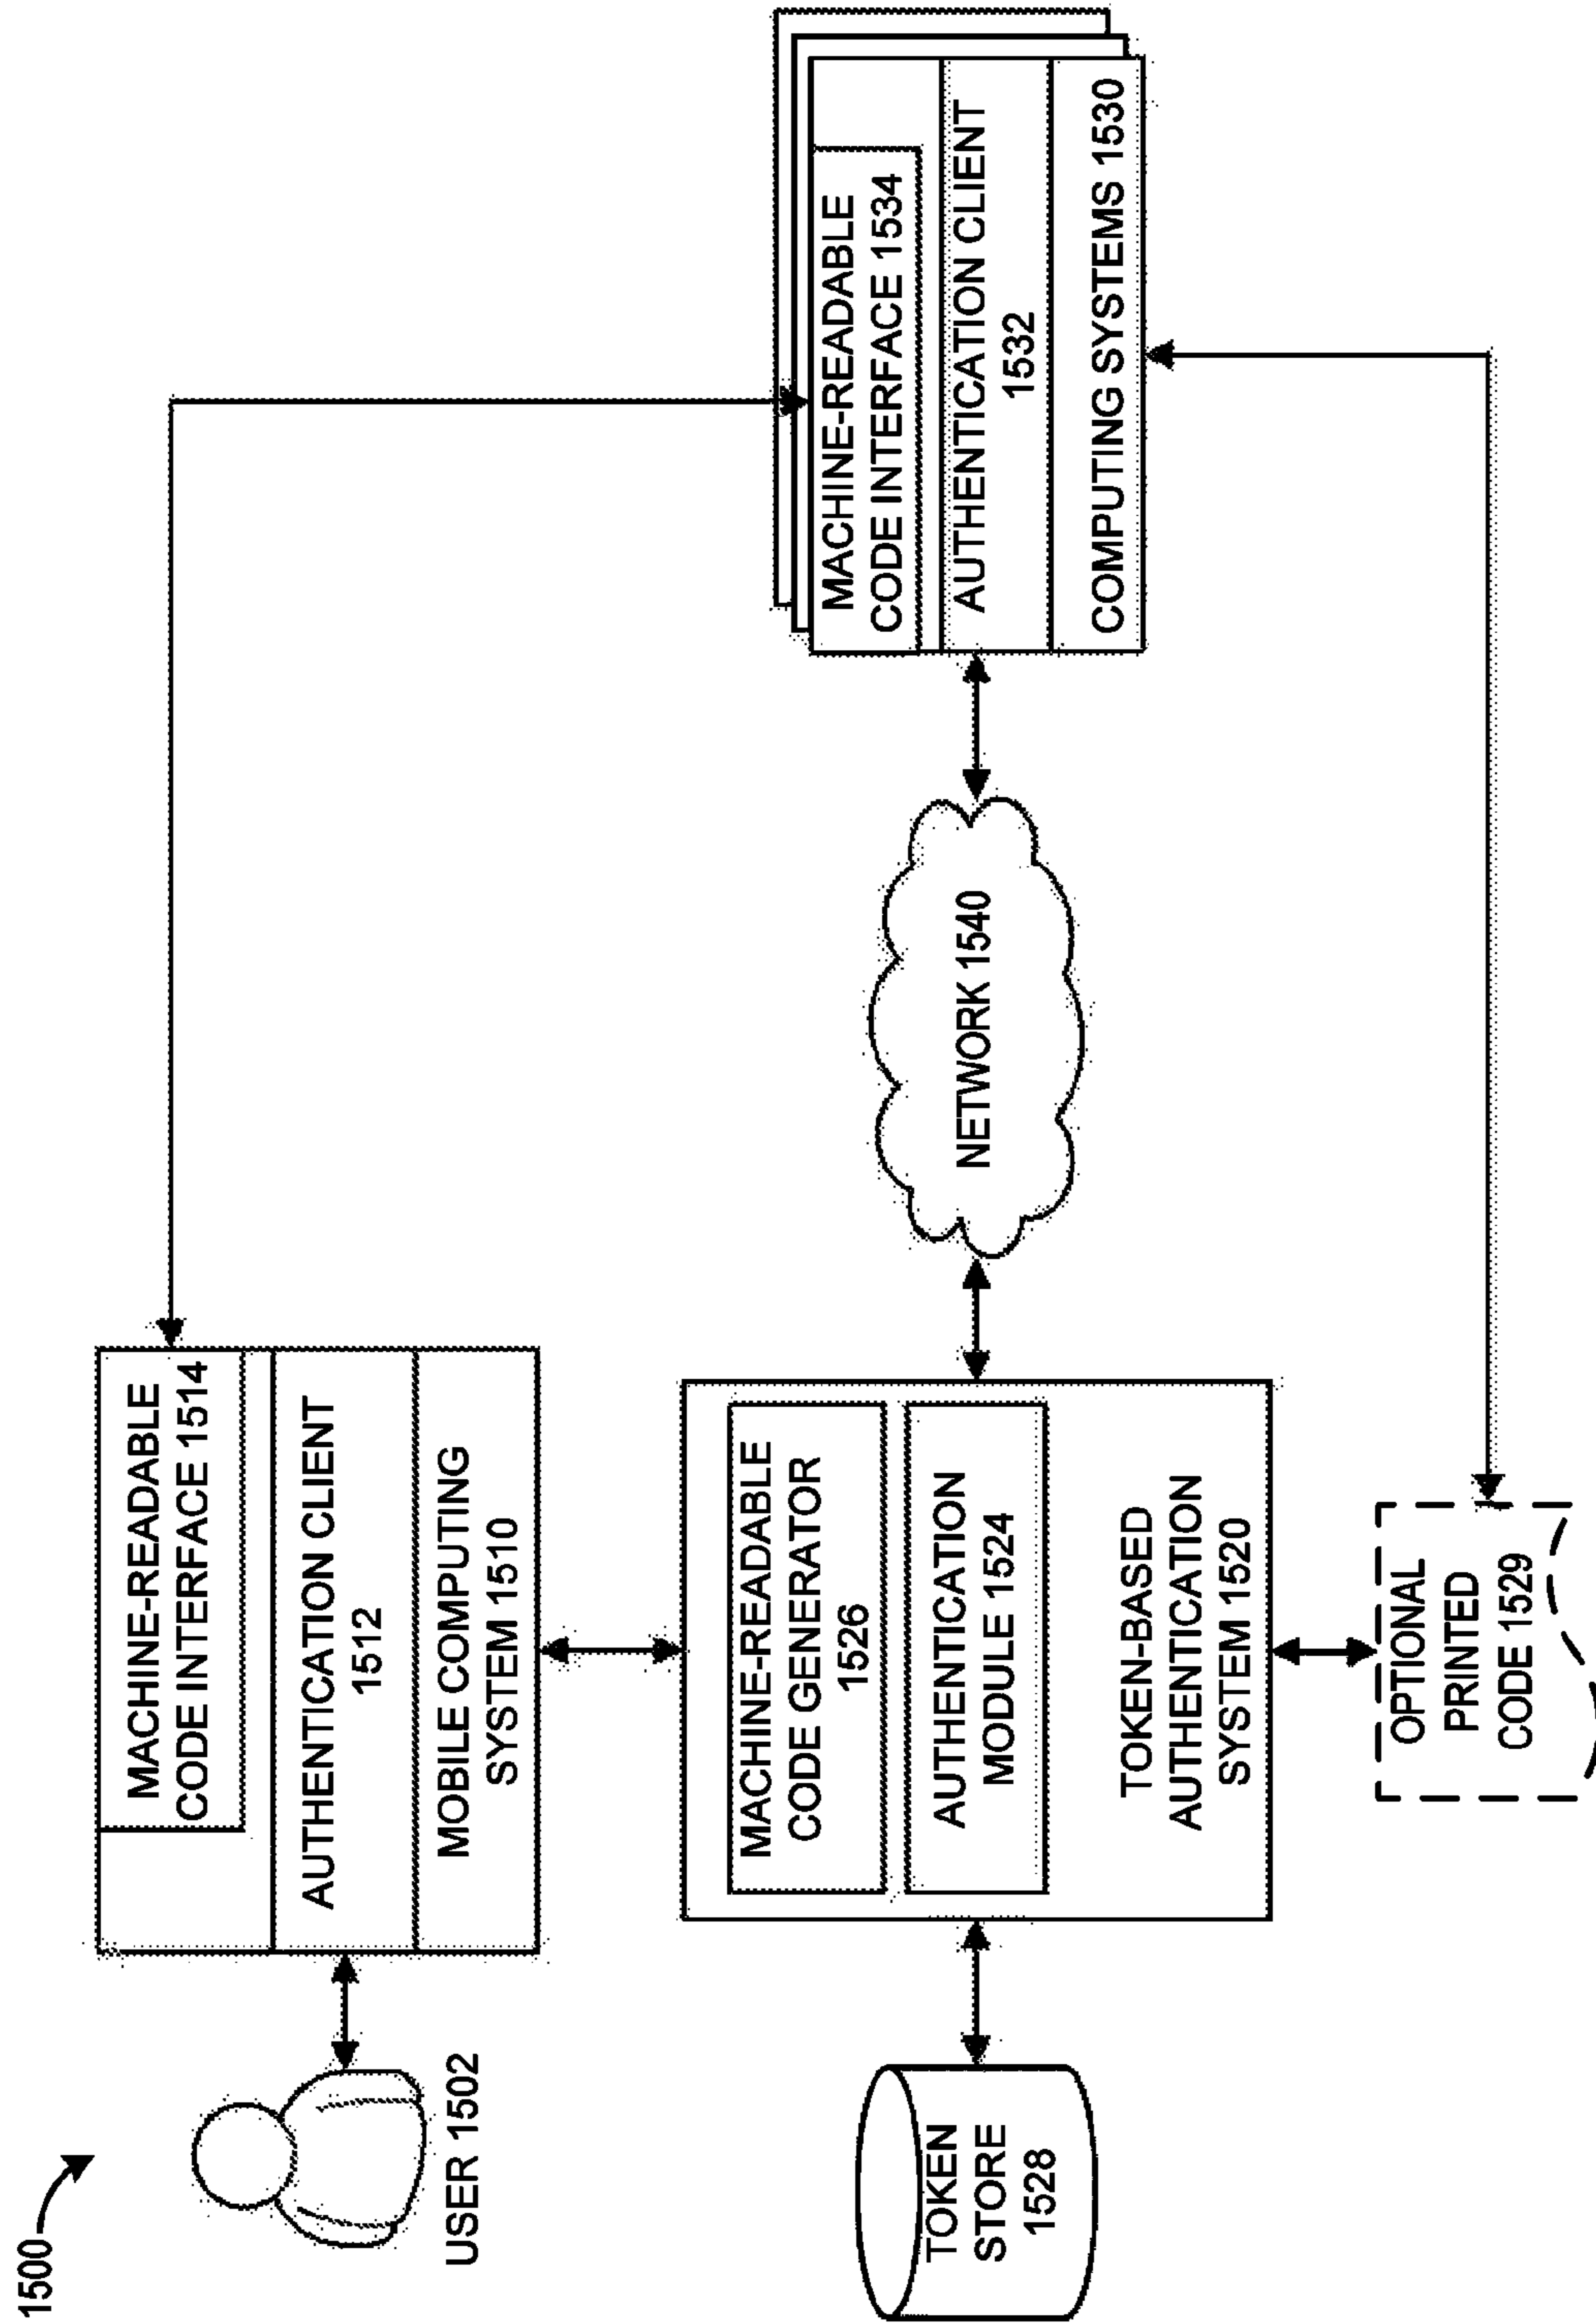 1500
USER 1502
MACHINE-READABLE
CODE INTERFACE 1514
AUTHENTICATION CLIENT
1512
MOBILE COMPUTING
SYSTEM 1510
TOKEN
STORE
1528
MACHINE-READABLE
CODE GENERATOR
1526
AUTHENTICATION
MODULE 1524
TOKEN-BASED
AUTHENTICATION
SYSTEM 1520
OPTIONAL
PRINTED
CODE 1529
NETWORK 1540
MACHINE-READABLE
CODE INTERFACE 1534
AUTHENTICATION CLIENT
1532
COMPUTING SYSTEMS 1530